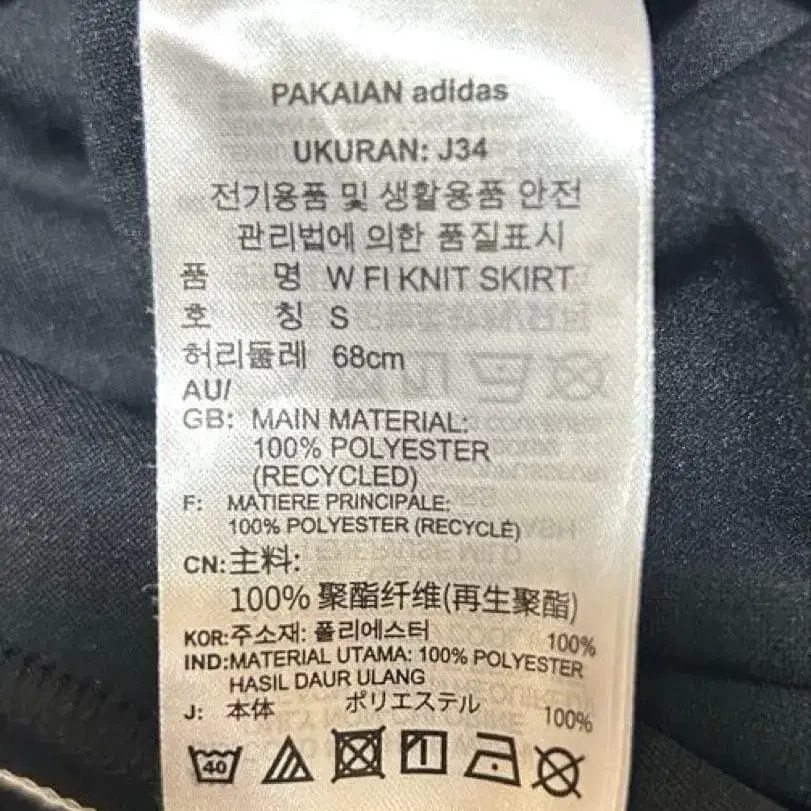 PAKAIAN adidas
UKURAN: J34
전기용품 및 생활용품 안전
관리법에 의한 품질표시
품 명 W FI KNIT SKIRT
호 칭 S
허리둘레 68cm
AU/
GB: MAIN MATERIAL:
100% POLYESTER
(RECYCLED)
F: MATIERE PRINCIPALE:
100% POLYESTER (RECYCLÉ)
CN:主料:
100% 聚酯纤维(再生聚酯)
KOR:주소재: 폴리에스터 100%
IND:MATERIAL UTAMA: 100% POLYESTER
HASIL DAUR ULANG
J: 本体 ポリエステル 100%
40